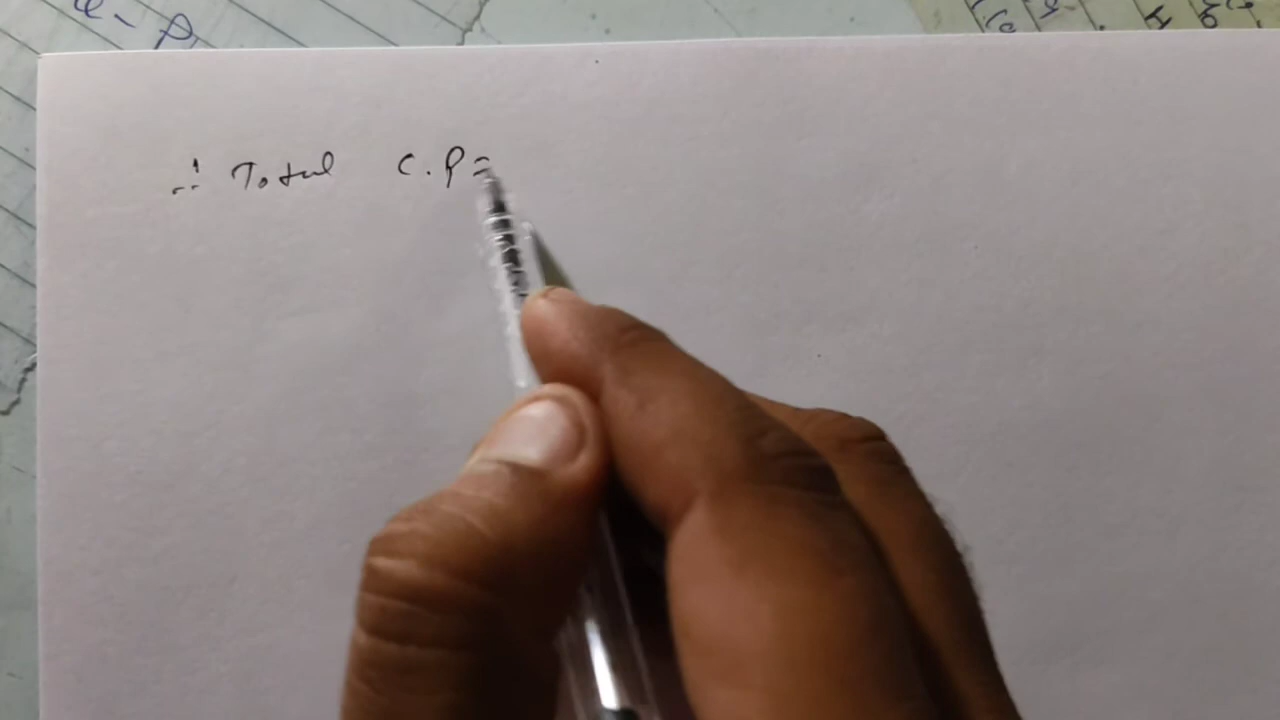 ∴ Total C.P=